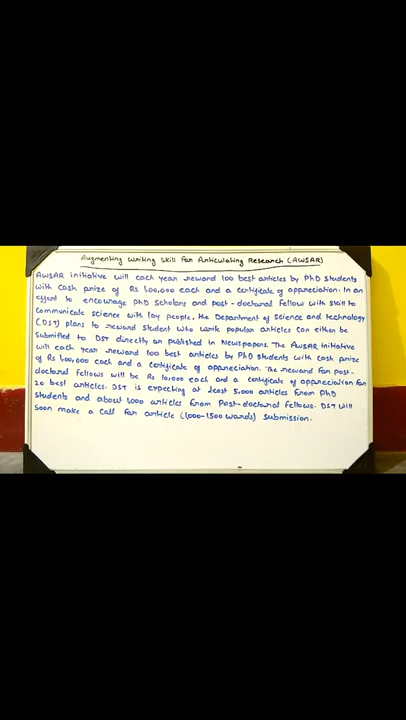 Augmenting Writing Skill For Articulating Research (AWSAR)
AWSAR initiative will each year reward 100 best articles by PhD students
with cash prize of Rs 1,00,000 each and a certificate of appreciation. In an
effort to encourage PhD Scholars and post-doctoral Fellow with skill to
communicate science with lay people, the Department of Science and technology
(DST) plans to reward student who write popular articles can either be
Submitted to DST directly or published in Newspapers. The AWSAR Initiative
will each year reward 100 best articles by PhD students with cash prize
of Rs 1,00,000 each and a certificate of appreciation. The reward for post-
doctoral fellows will be Rs 10,000 each and a certificate of appreciation for
20 best articles. DST is expecting at least 5,000 articles from PhD
Students and about 1,000 articles from Post-doctoral Fellows. DST will
Soon make a Call For article (1,000-1500 words) Submission.